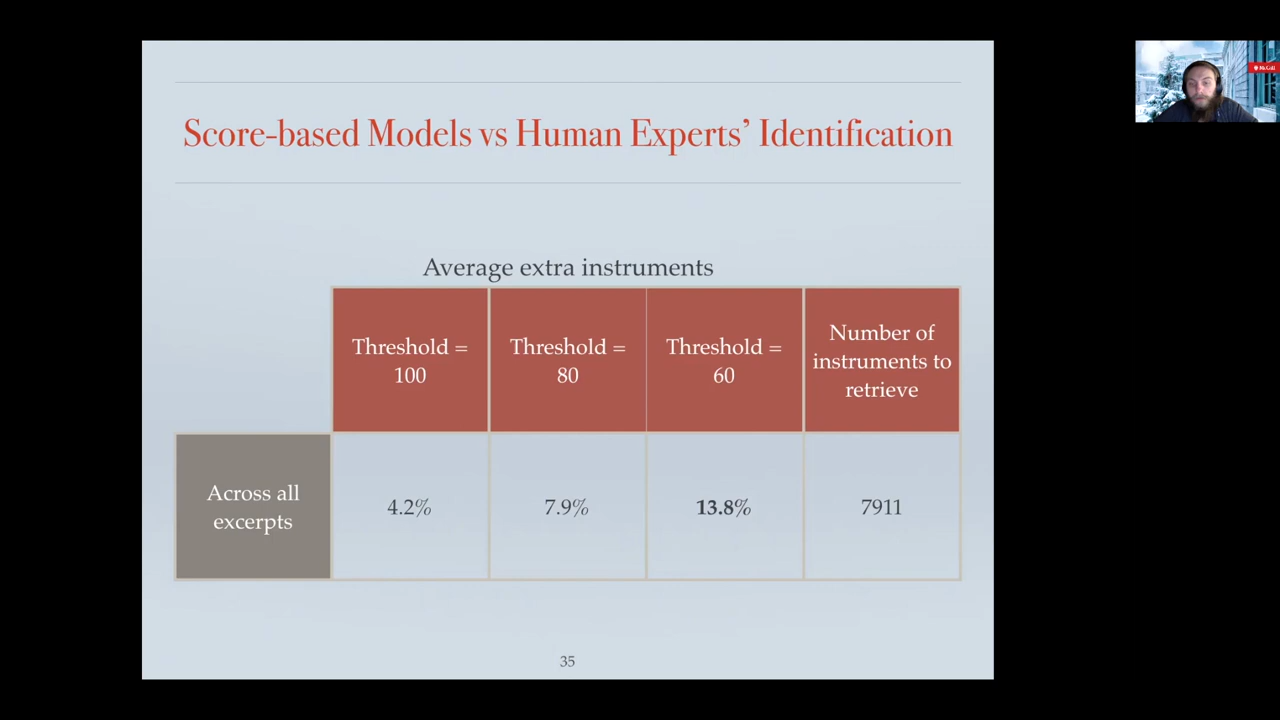 Score-based Models vs Human Experts’ Identification
Average extra instruments
Threshold =
100
Threshold =
80
Threshold =
60
Number of
instruments to
retrieve
Across all
excerpts
4.2%
7.9%
13.8%
7911
35
McGill